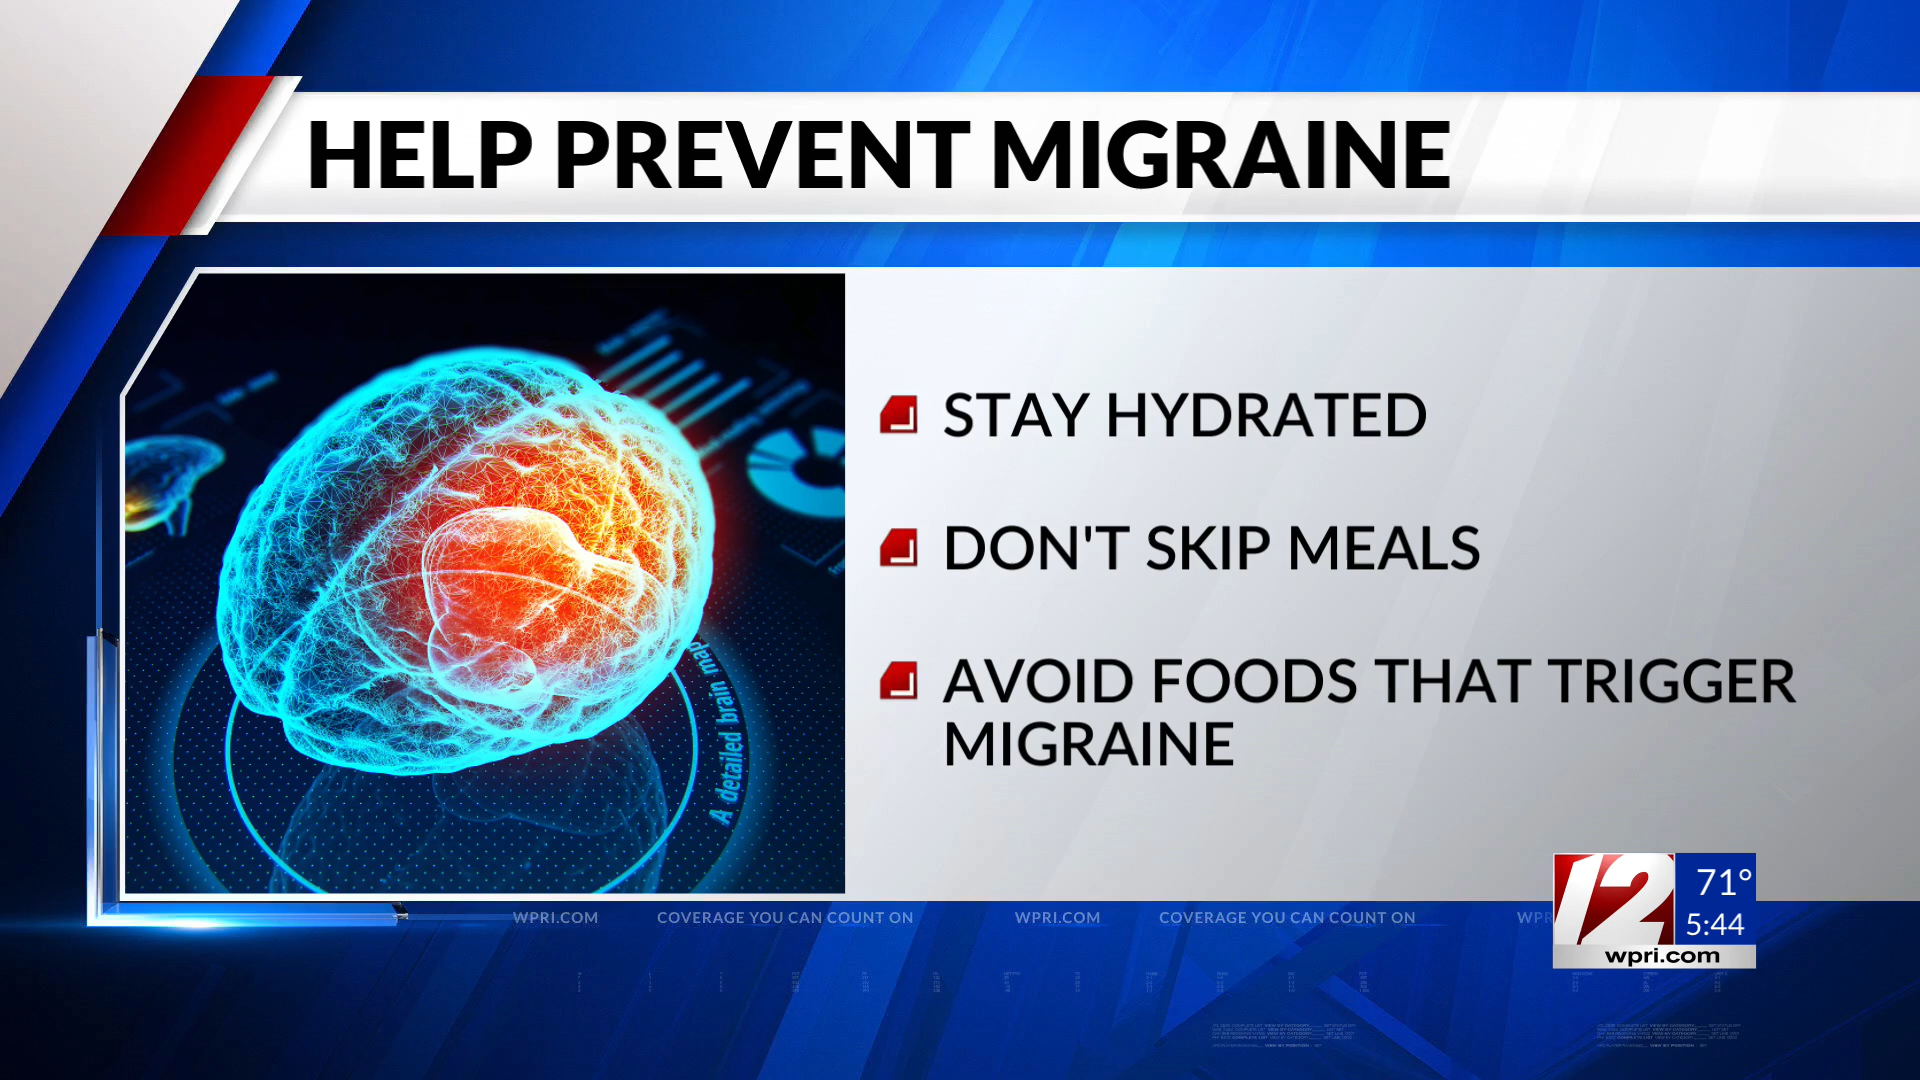 HELP PREVENT MIGRAINE
STAY HYDRATED
DON'T SKIP MEALS
AVOID FOODS THAT TRIGGER
MIGRAINE
A detailed brain map
12
71°
5:44
wpri.com
WPRI.COM COVERAGE YOU CAN COUNT ON WPRI.COM COVERAGE YOU CAN COUNT ON